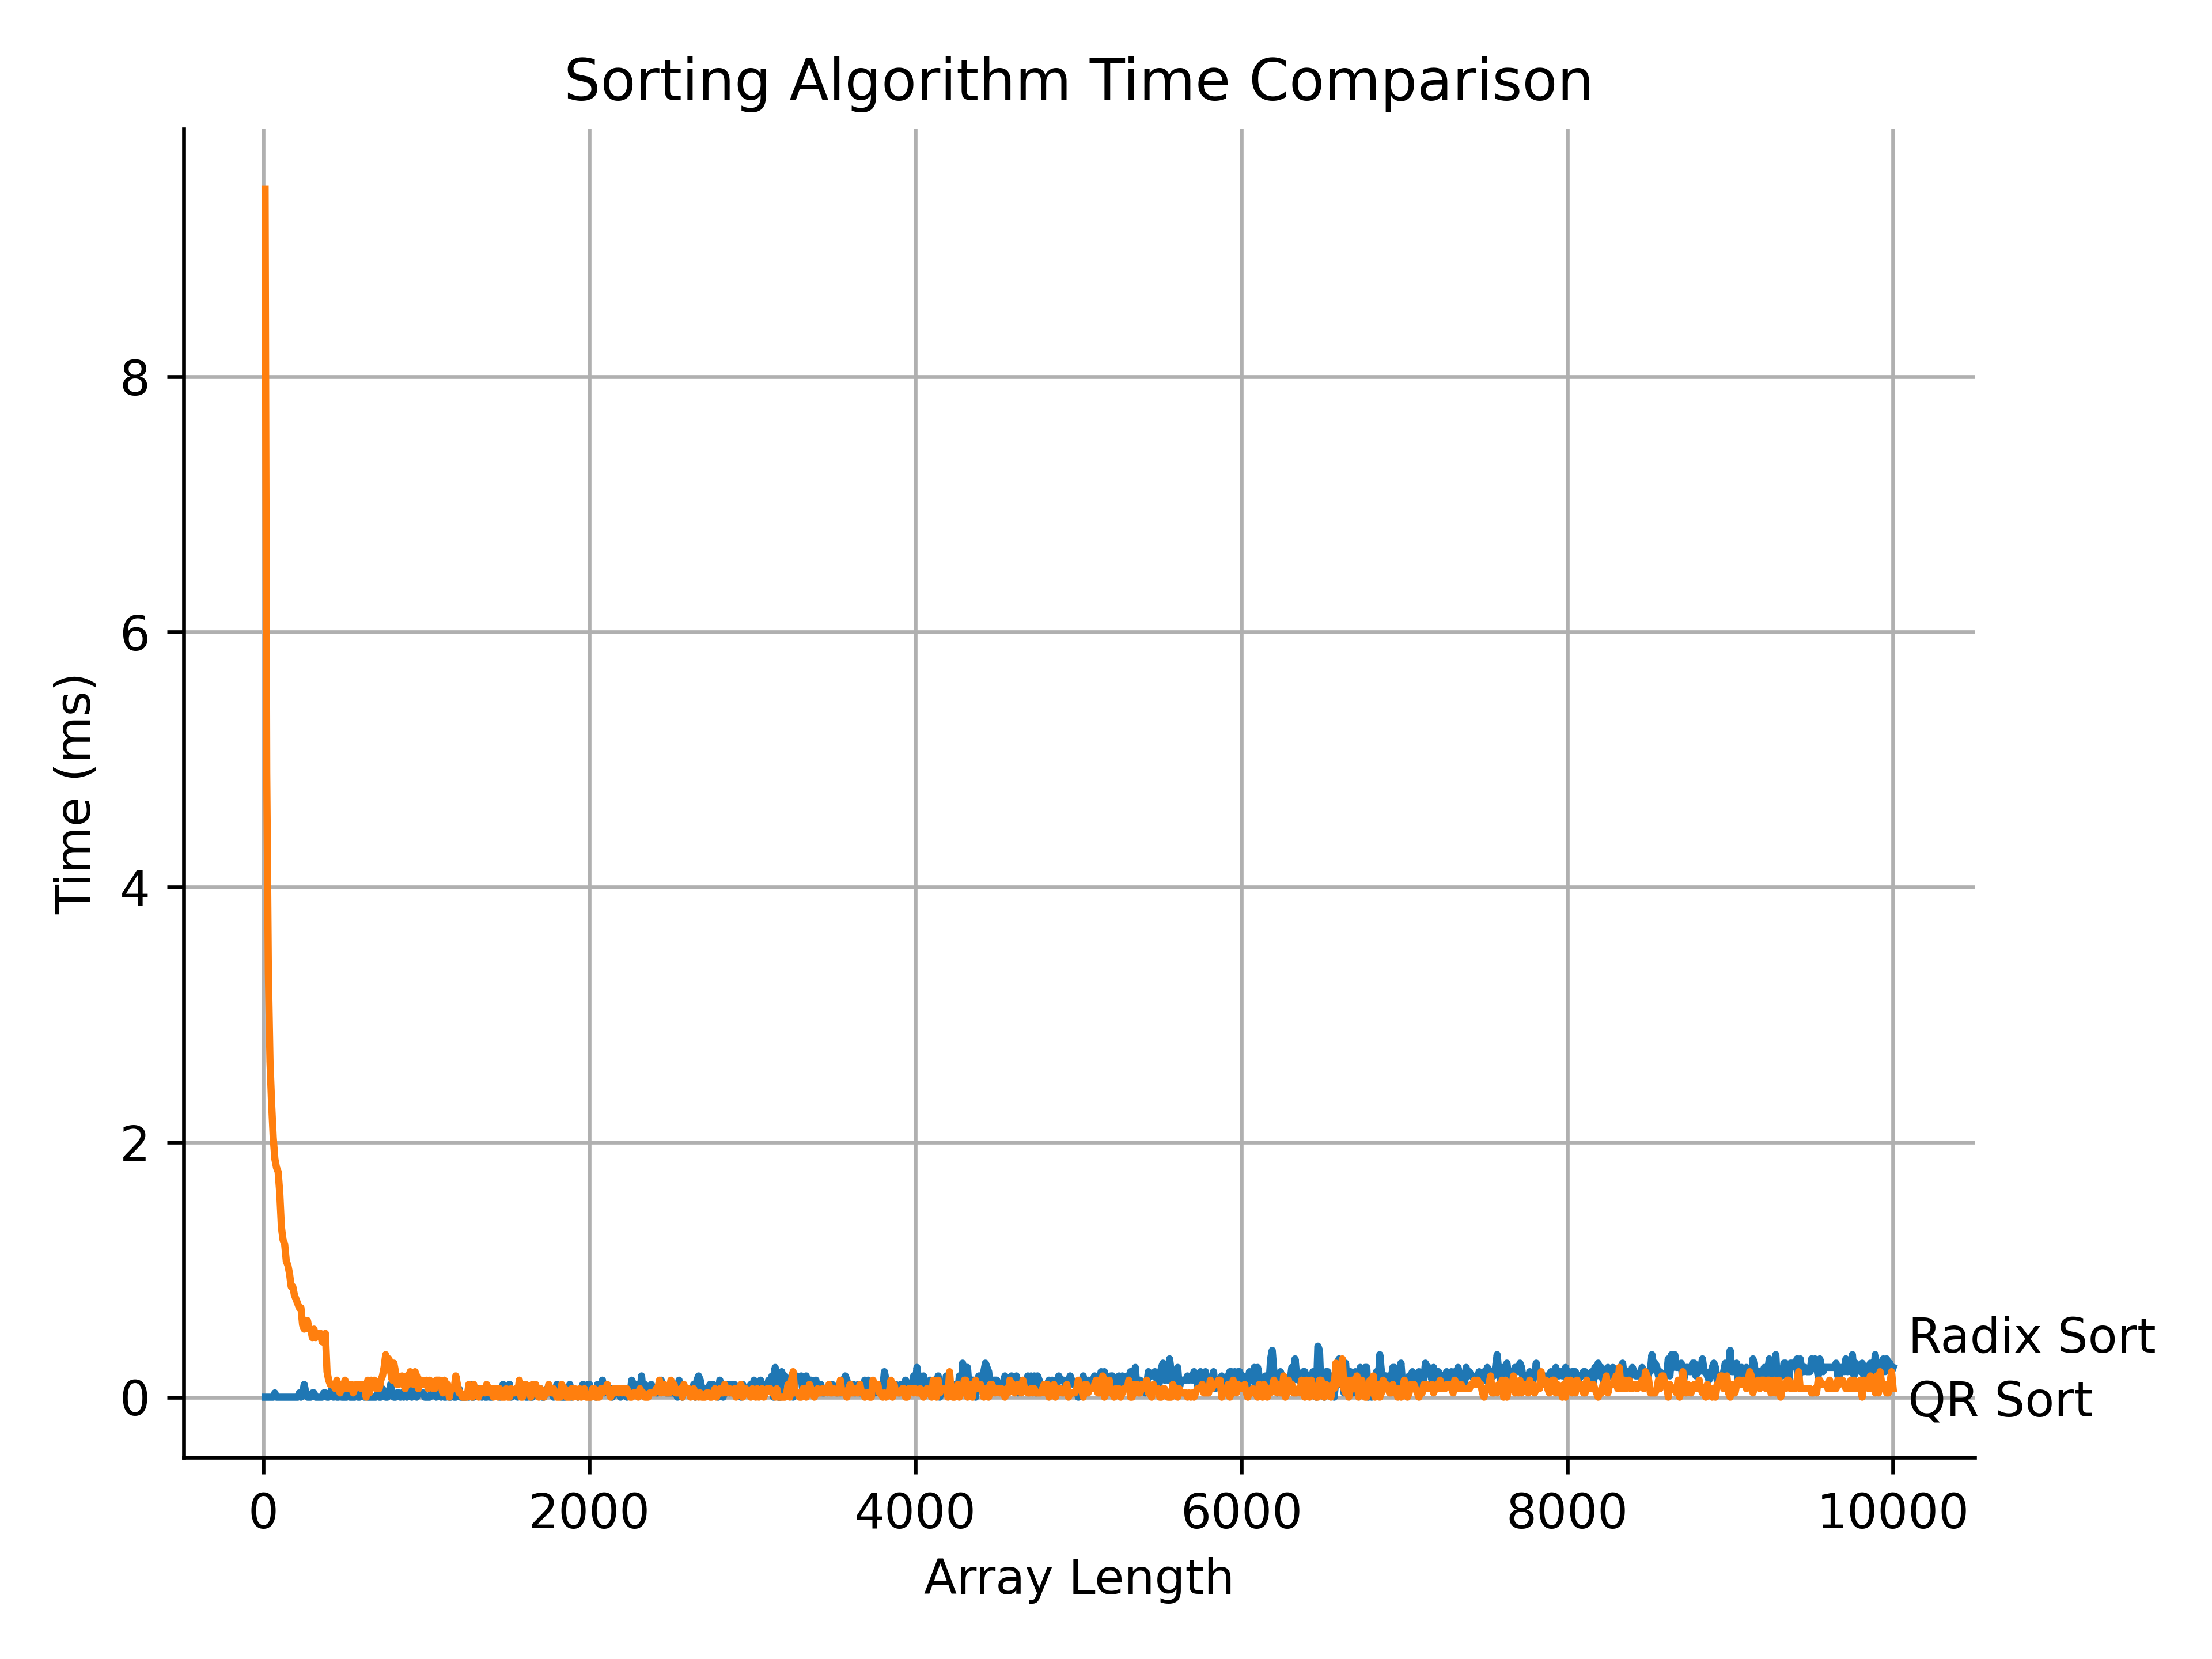 Sorting Algorithm Time Comparison
Time (ms)
8
6
4
2
0
0 2000 4000 6000 8000 10000
Array Length
Radix Sort
QR Sort